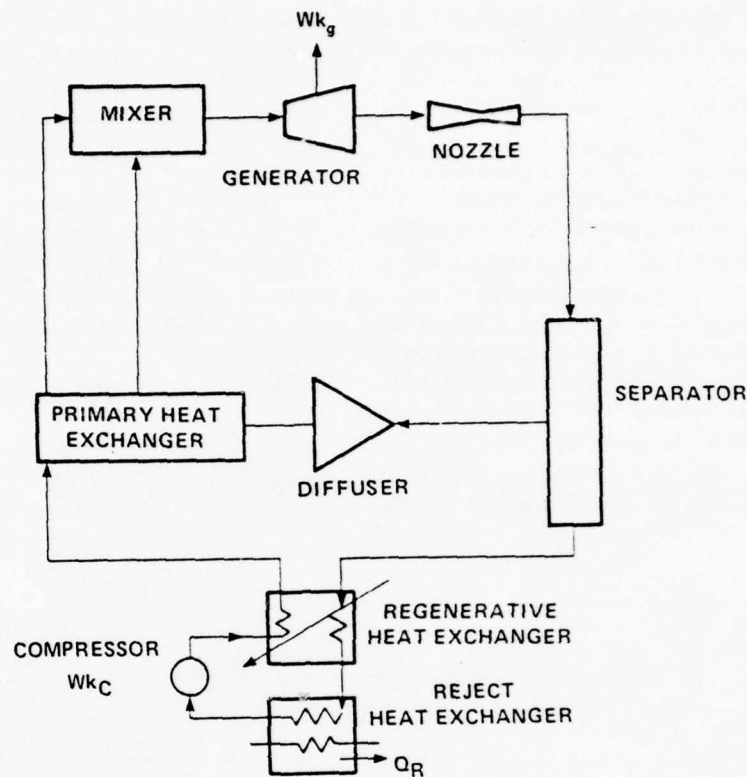 Wkg
MIXER
GENERATOR
NOZZLE
SEPARATOR
PRIMARY HEAT
EXCHANGER
DIFFUSER
REGENERATIVE
HEAT EXCHANGER
COMPRESSOR
WkC
REJECT
HEAT EXCHANGER
QR